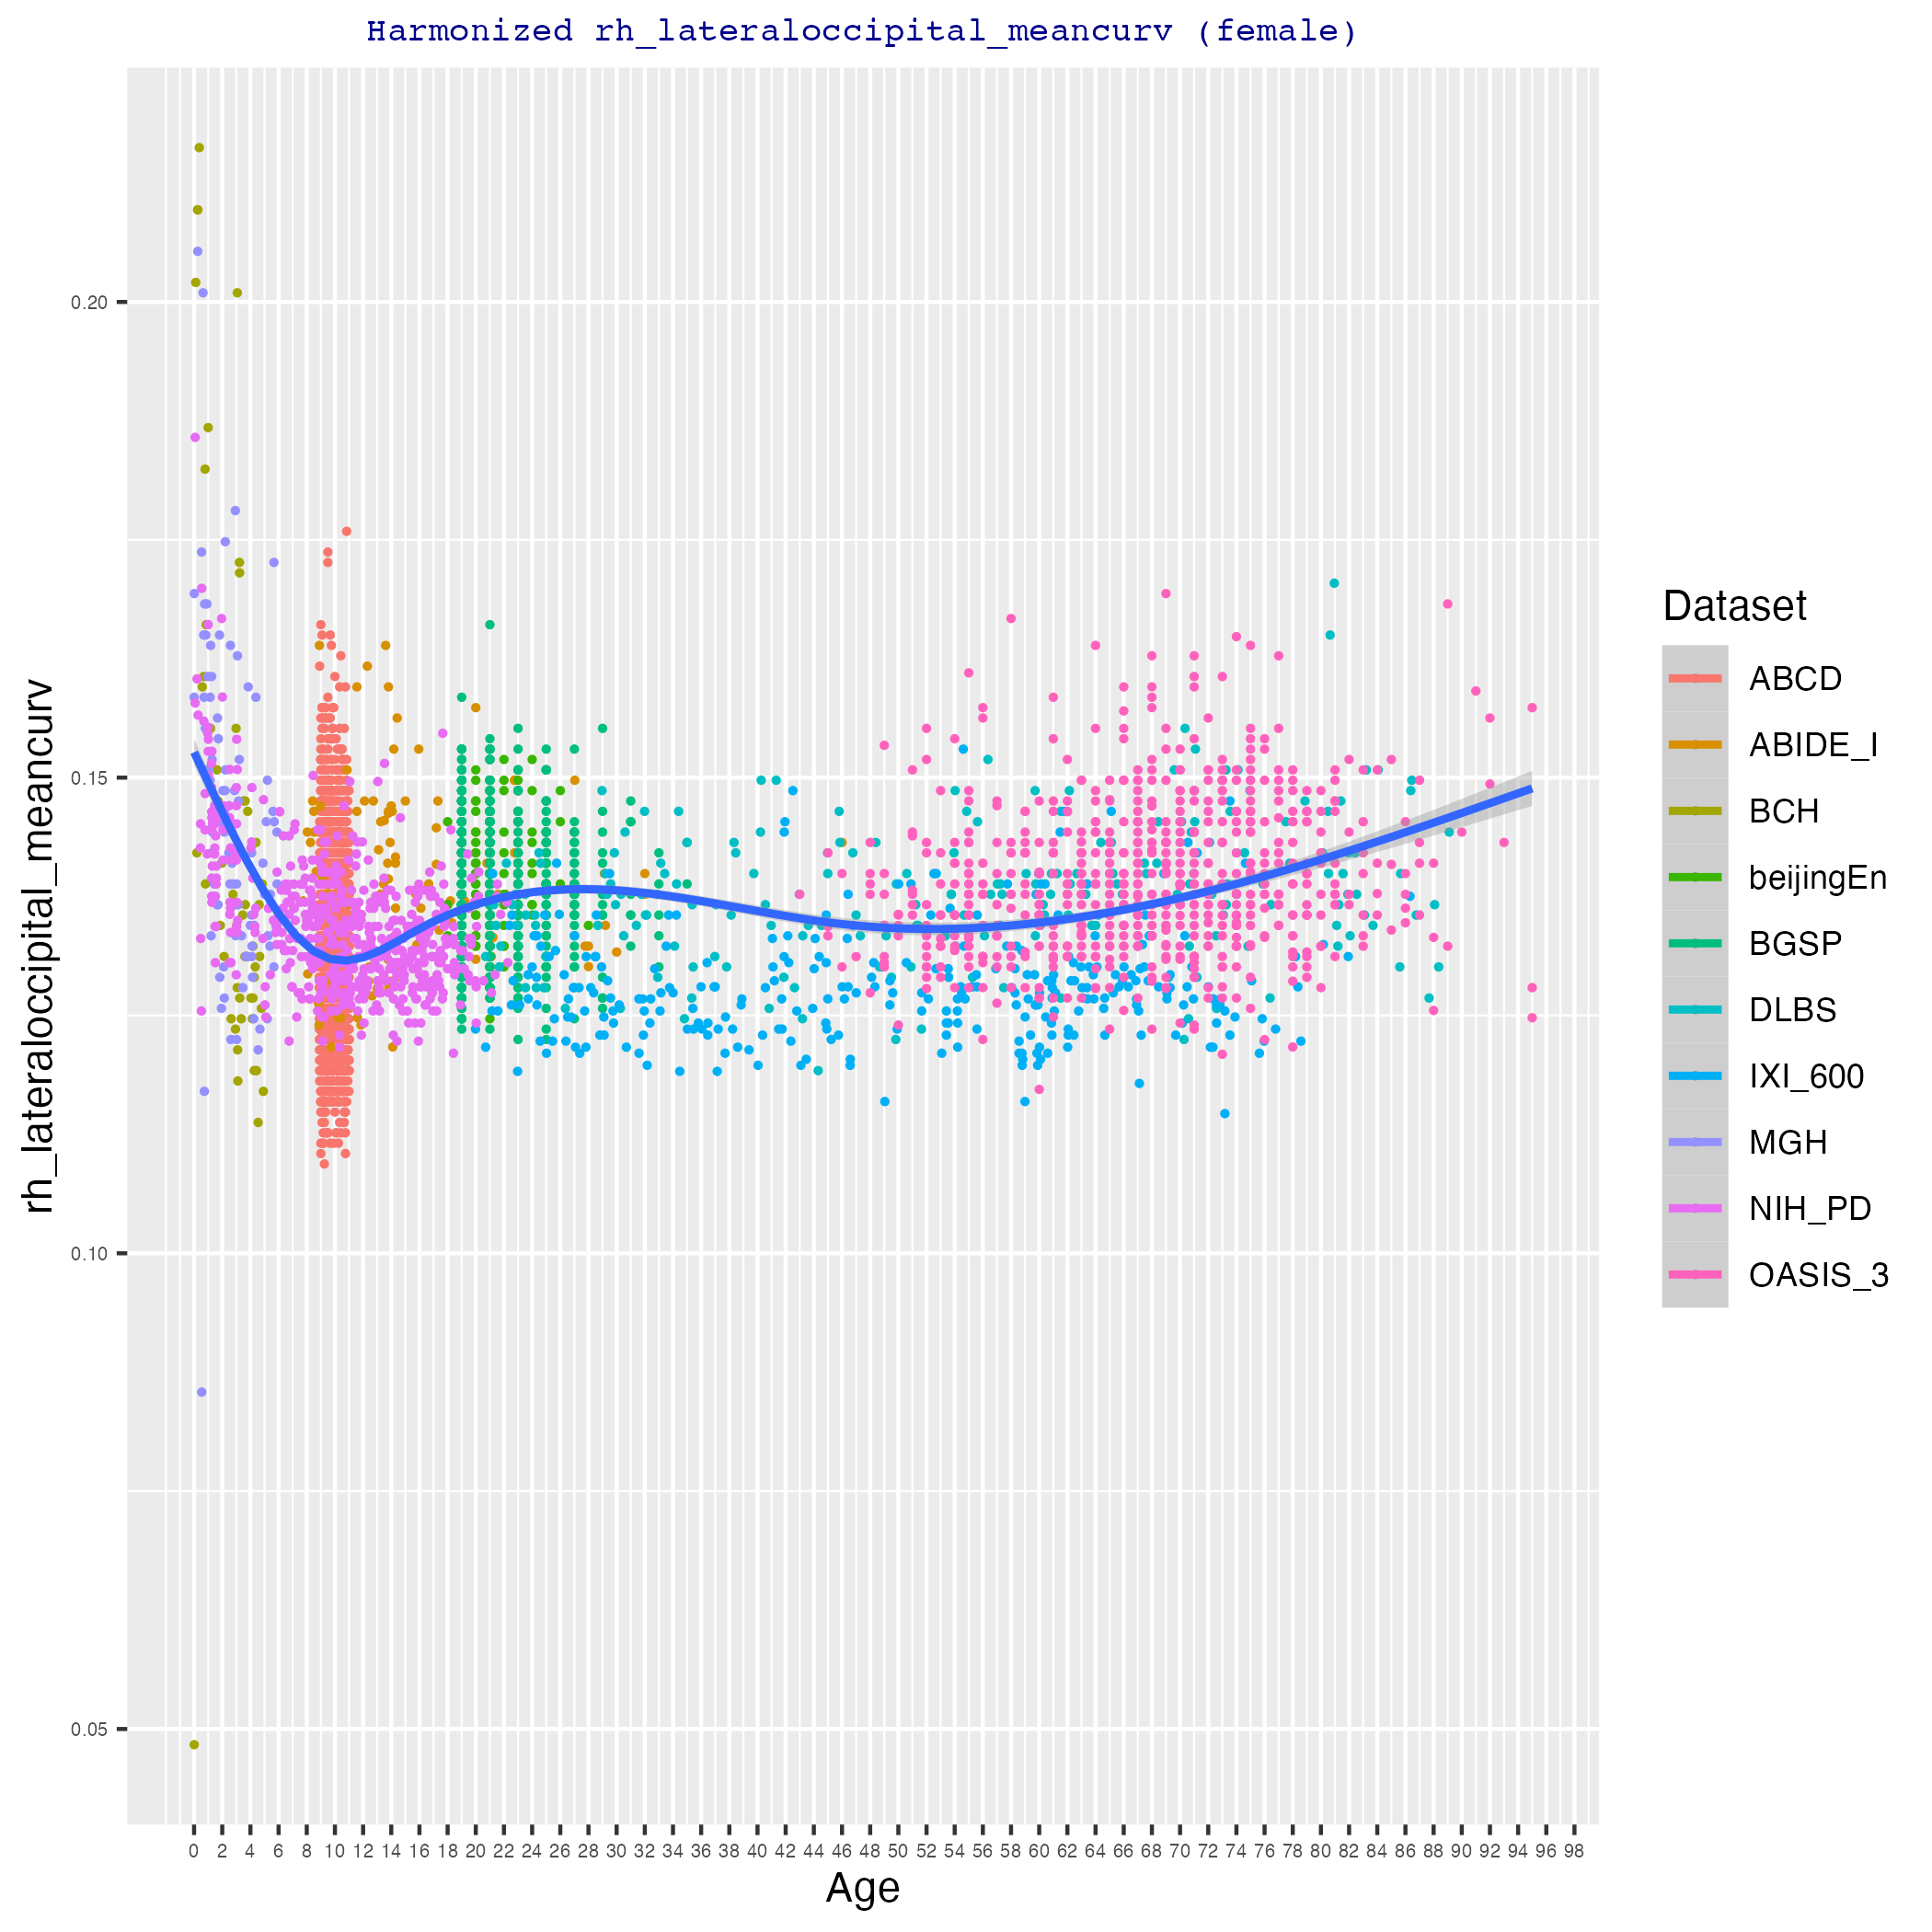 Harmonized rh_lateraloccipital_meancurv (female)
rh_lateraloccipital_meancurv
0.20
0.15
0.10
0.05
0 2 4 6 8 10 12 14 16 18 20 22 24 26 28 30 32 34 36 38 40 42 44 46 48 50 52 54 56 58 60 62 64 66 68 70 72 74 76 78 80 82 84 86 88 90 92 94 96 98
Age
Dataset
ABCD
ABIDE_I
BCH
beijingEn
BGSP
DLBS
IXI_600
MGH
NIH_PD
OASIS_3